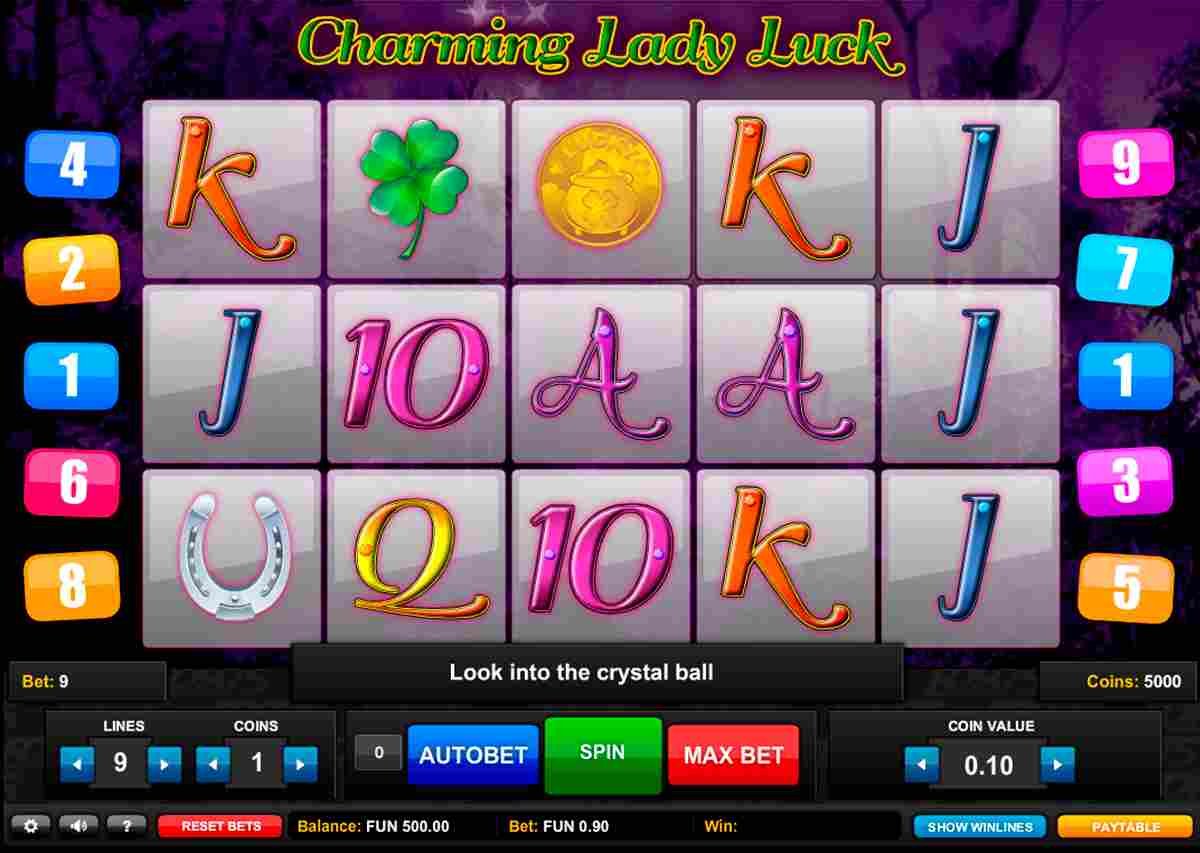 Charming Lady Luck
K K J
4 9
LUCKY
2 7
J 10 A A J
1 1
6 3
Q 10 K J
8 5
Look into the crystal ball
Bet: 9 Coins: 5000
LINES COINS COIN VALUE
9 1 0 AUTOBET SPIN MAX BET 0.10
? RESET BETS Balance: FUN 500.00 Bet: FUN 0.90 Win: SHOW WINLINES PAYTABLE